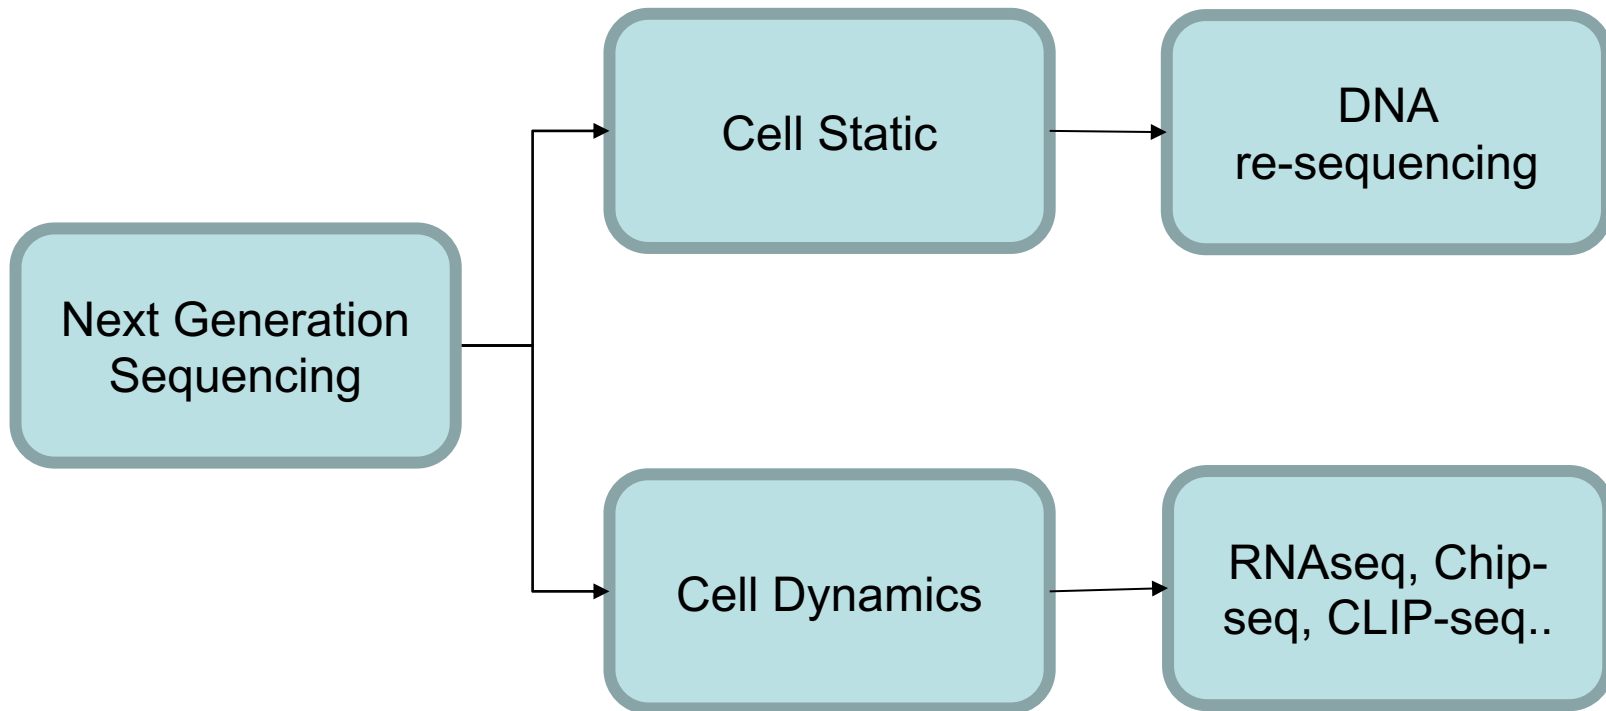 Next Generation
Sequencing
Cell Static
DNA
re-sequencing
Cell Dynamics
RNAseq, Chip-
seq, CLIP-seq..